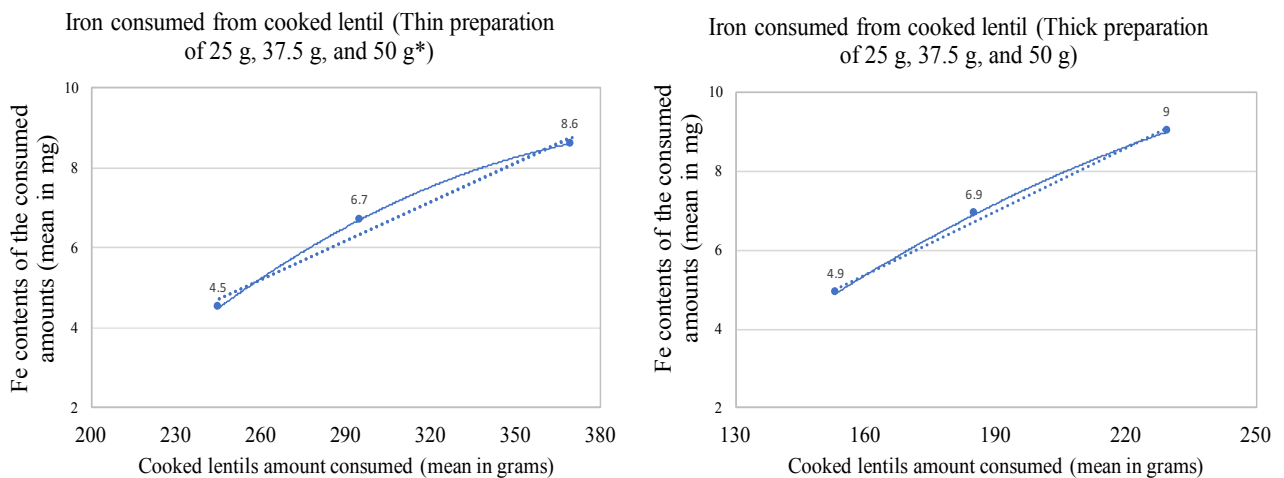 Iron consumed from cooked lentil (Thin preparation
of 25 g, 37.5 g, and 50 g*)
Fe contents of the consumed
amounts (mean in mg)
10
8
6
4
2
4.5
6.7
8.6
200
230
260
290
320
350
380
Cooked lentils amount consumed (mean in grams)
Iron consumed from cooked lentil (Thick preparation
of 25 g, 37.5 g, and 50 g)
Fe contents of the consumed
amounts (mean in mg)
10
8
6
4
2
4.9
6.9
9
130
160
190
220
250
Cooked lentils amount consumed (mean in grams)